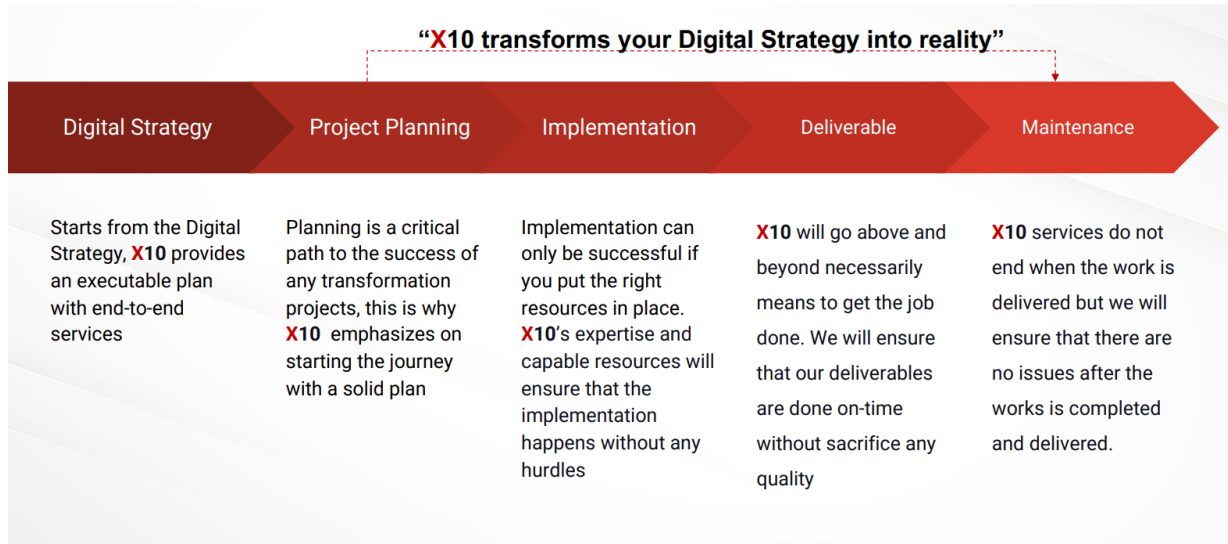 “X10 transforms your Digital Strategy into reality”
Digital Strategy
Project Planning
Implementation
Deliverable
Maintenance
Starts from the Digital
Strategy, X10 provides
an executable plan
with end-to-end
services
Planning is a critical
path to the success of
any transformation
projects, this is why
X10 emphasizes on
starting the journey
with a solid plan
Implementation can
only be successful if
you put the right
resources in place.
X10’s expertise and
capable resources will
ensure that the
implementation
happens without any
hurdles
X10 will go above and
beyond necessarily
means to get the job
done. We will ensure
that our deliverables
are done on-time
without sacrifice any
quality
X10 services do not
end when the work is
delivered but we will
ensure that there are
no issues after the
works is completed
and delivered.